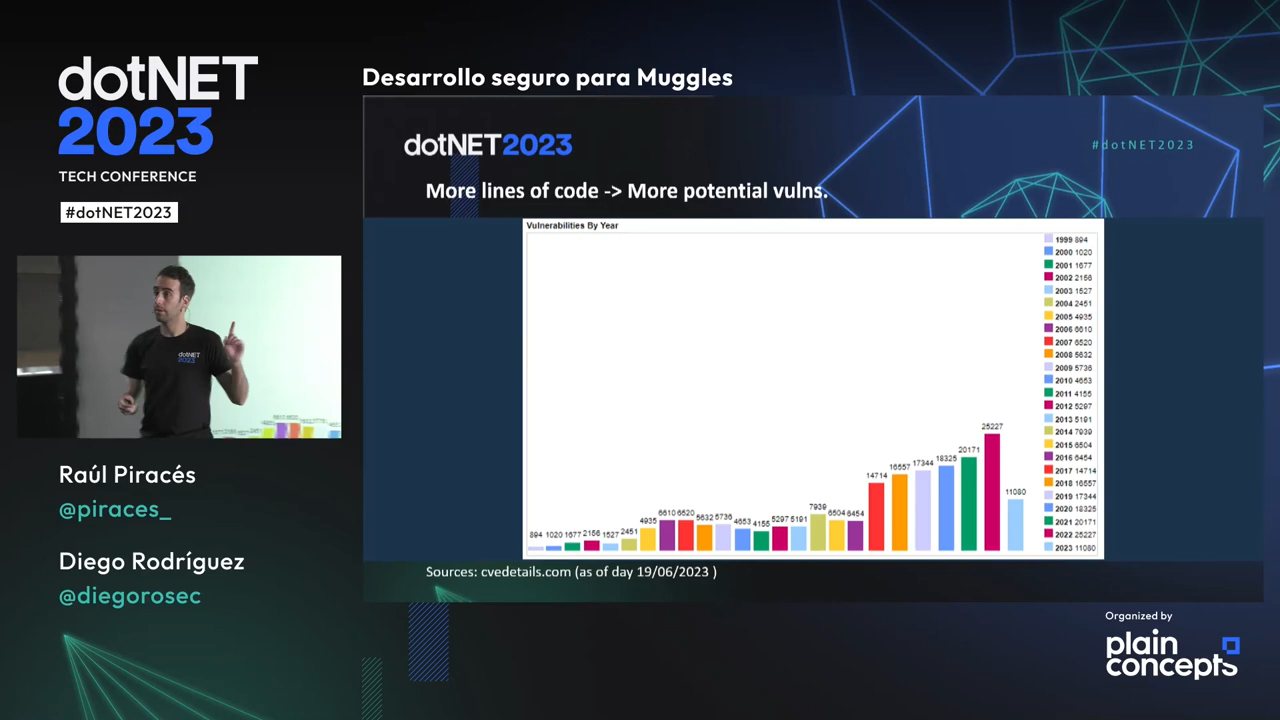 dotNET
2023
TECH CONFERENCE
#dotNET2023
dotNET
2023
Raúl Piracés
@piraces_
Diego Rodríguez
@diegorosec
Desarrollo seguro para Muggles
dotNET2023
#dotNET2023
More lines of code -> More potential vulns.
Vulnerabilities By Year
894 1020 1677 2156 1527 2451 4935 6610 6520 5632 5736 4653 4155 5297 5191 7939 6504 6454 14714 16557 17344 18325 20171 25227 11080
1999 894
2000 1020
2001 1677
2002 2156
2003 1527
2004 2451
2005 4935
2006 6610
2007 6520
2008 5632
2009 5736
2010 4653
2011 4155
2012 5297
2013 5191
2014 7939
2015 6504
2016 6454
2017 14714
2018 16557
2019 17344
2020 18325
2021 20171
2022 25227
2023 11080
Sources: cvedetails.com (as of day 19/06/2023 )
Organized by
plain
concepts